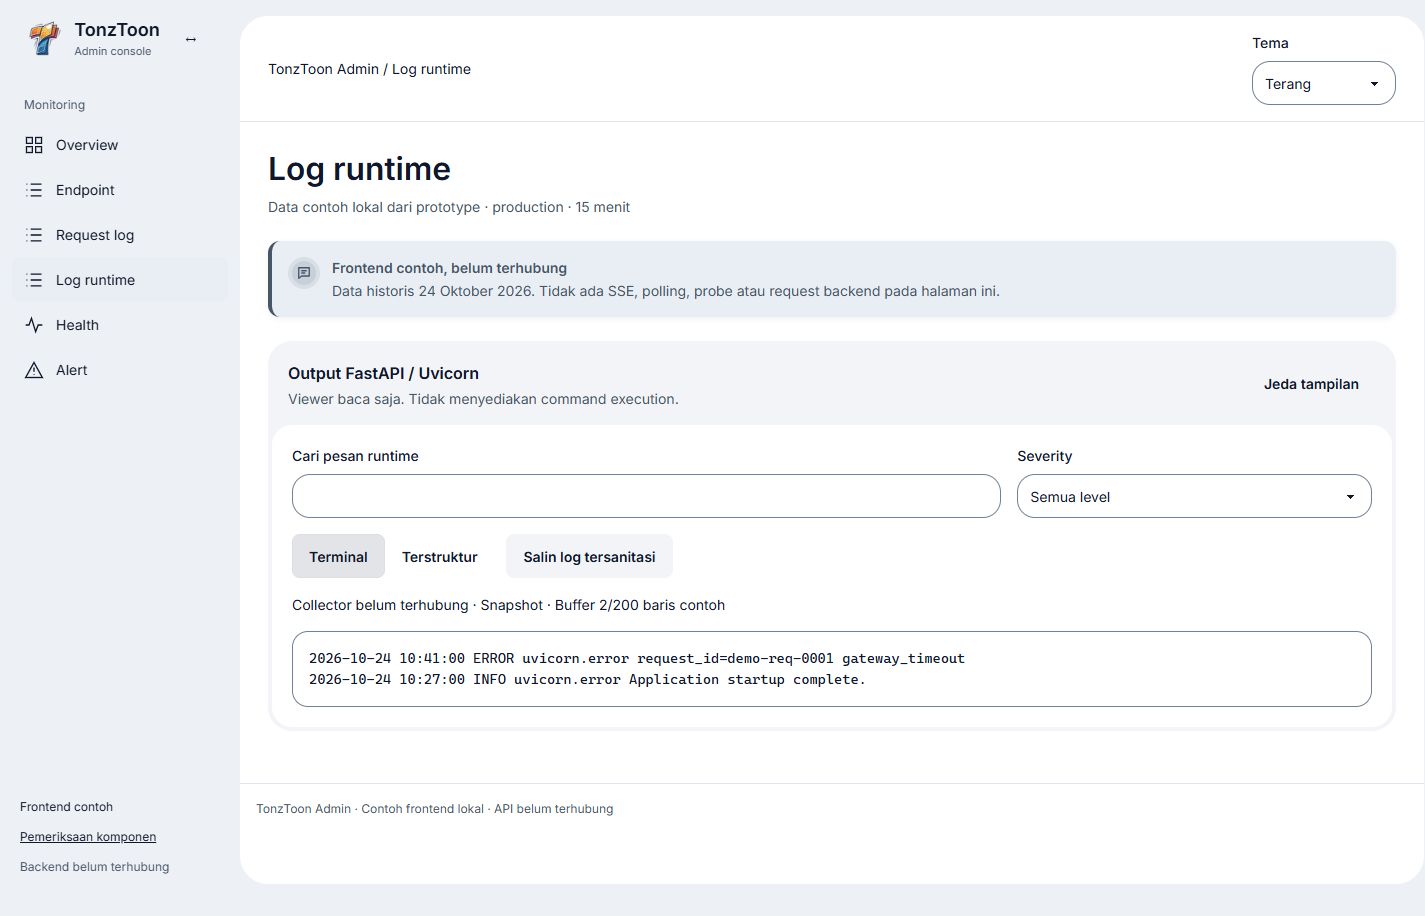 TonzToon
Admin console
Monitoring
Overview
Endpoint
Request log
Log runtime
Health
Alert
Frontend contoh
Pemeriksaan komponen
Backend belum terhubung
TonzToon Admin / Log runtime
Tema
Terang
Log runtime
Data contoh lokal dari prototype · production · 15 menit
Frontend contoh, belum terhubung
Data historis 24 Oktober 2026. Tidak ada SSE, polling, probe atau request backend pada halaman ini.
Output FastAPI / Uvicorn
Viewer baca saja. Tidak menyediakan command execution.
Jeda tampilan
Cari pesan runtime
Severity
Semua level
Terminal
Terstruktur
Salin log tersanitasi
Collector belum terhubung · Snapshot · Buffer 2/200 baris contoh
2026-10-24 10:41:00 ERROR uvicorn.error request_id=demo-req-0001 gateway_timeout
2026-10-24 10:27:00 INFO uvicorn.error Application startup complete.
TonzToon Admin · Contoh frontend lokal · API belum terhubung